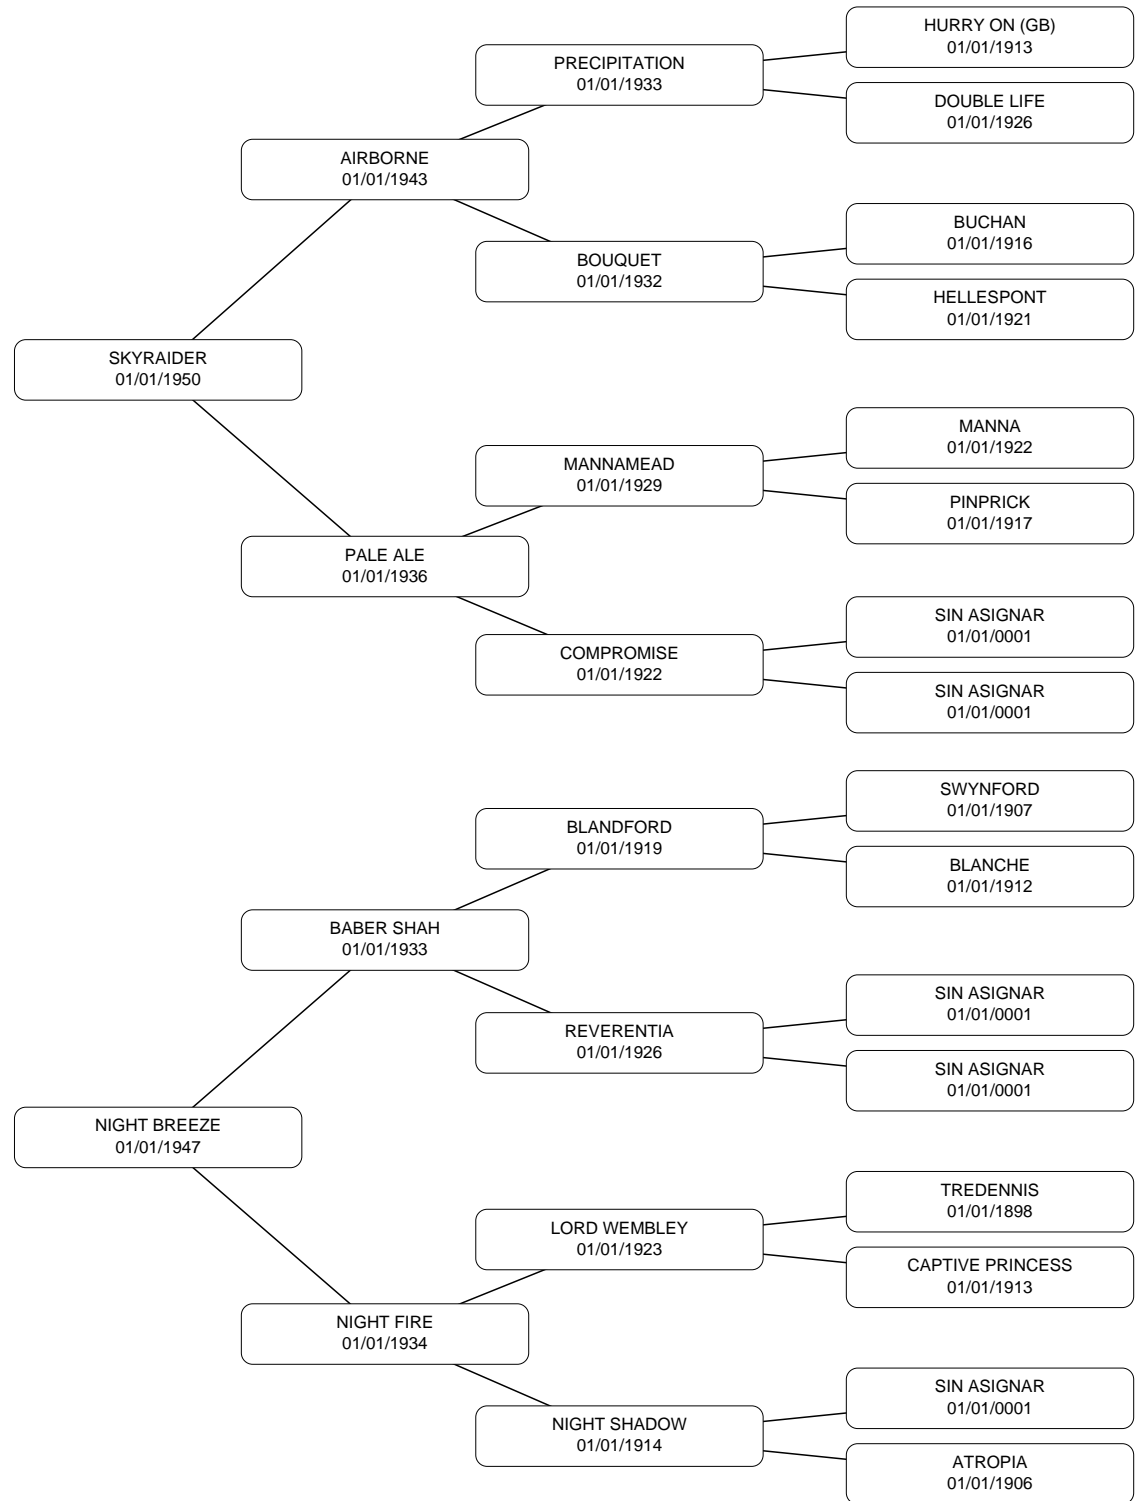 HURRY ON (GB)
01/01/1913
PRECIPITATION
01/01/1933
DOUBLE LIFE
01/01/1926
AIRBORNE
01/01/1943
BUCHAN
01/01/1916
BOUQUET
01/01/1932
HELLESPONT
01/01/1921
SKYRAIDER
01/01/1950
MANNA
01/01/1922
MANNAMEAD
01/01/1929
PINPRICK
01/01/1917
PALE ALE
01/01/1936
SIN ASIGNAR
01/01/0001
COMPROMISE
01/01/1922
SIN ASIGNAR
01/01/0001
SWYNFORD
01/01/1907
BLANDFORD
01/01/1919
BLANCHE
01/01/1912
BABER SHAH
01/01/1933
SIN ASIGNAR
01/01/0001
REVERENTIA
01/01/1926
SIN ASIGNAR
01/01/0001
NIGHT BREEZE
01/01/1947
TREDENNIS
01/01/1898
LORD WEMBLEY
01/01/1923
CAPTIVE PRINCESS
01/01/1913
NIGHT FIRE
01/01/1934
SIN ASIGNAR
01/01/0001
NIGHT SHADOW
01/01/1914
ATROPIA
01/01/1906